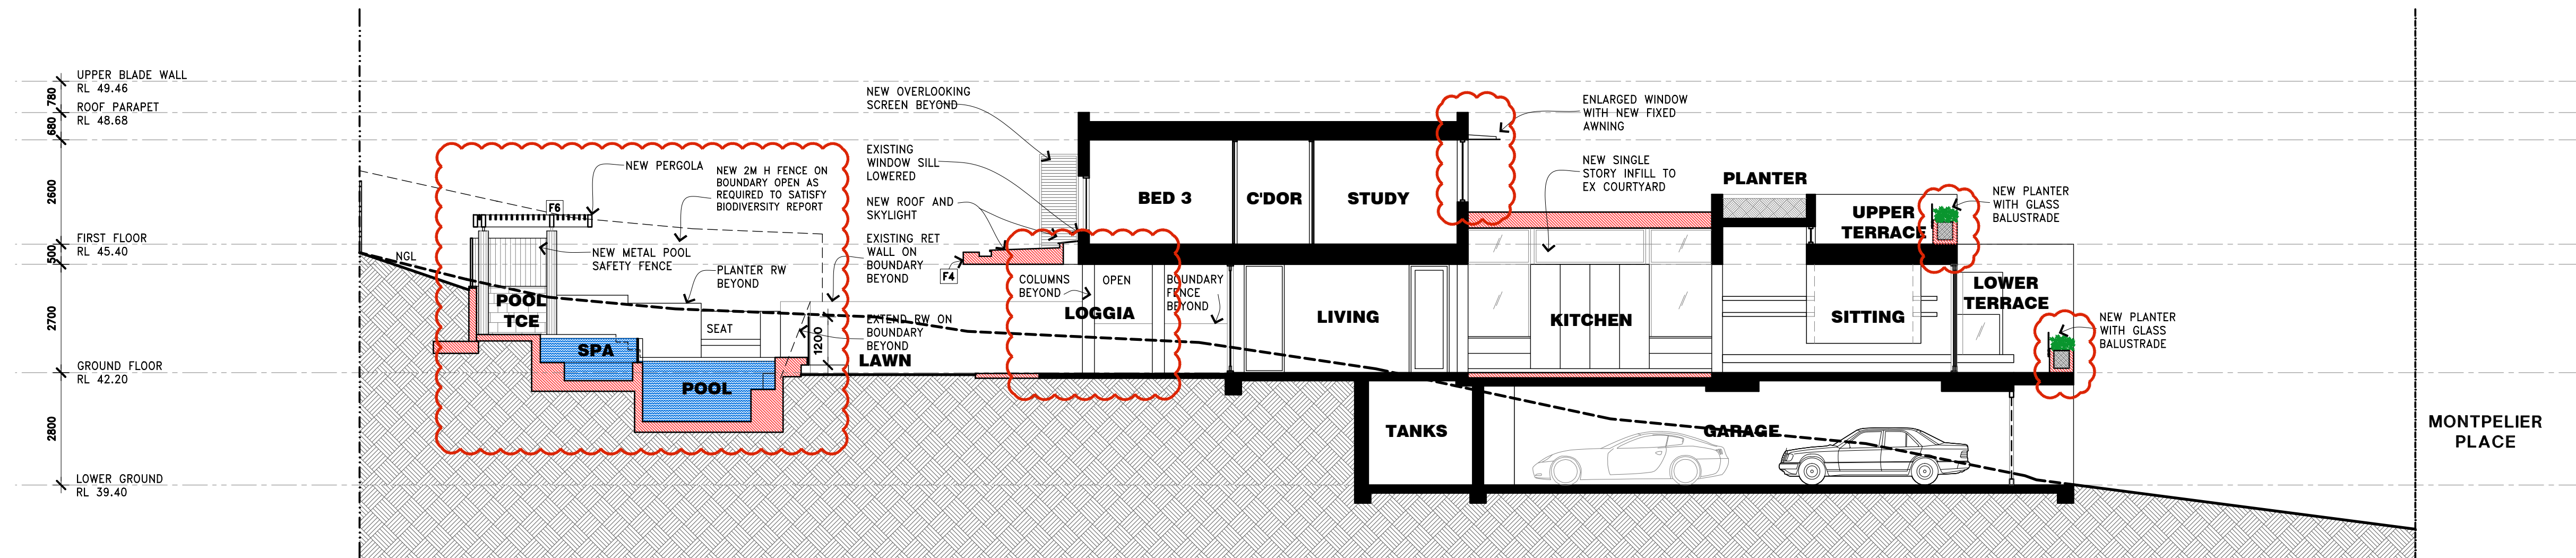 UPPER BLADE WALL
RL 49.46
780
ROOF PARAPET
RL 48.68
680
2600
FIRST FLOOR
RL 45.40
500
2700
GROUND FLOOR
RL 42.20
2800
LOWER GROUND
RL 39.40
NGL
NEW PERGOLA
F6
NEW 2M H FENCE ON
BOUNDARY OPEN AS
REQUIRED TO SATISFY
BIODIVERSITY REPORT
NEW METAL POOL
SAFETY FENCE
PLANTER RW
BEYOND
POOL
TCE
SEAT
SPA
POOL
1200
LAWN
NEW OVERLOOKING
SCREEN BEYOND
EXISTING
WINDOW SILL
LOWERED
NEW ROOF AND
SKYLIGHT
EXISTING RET
WALL ON
BOUNDARY
BEYOND
EXTEND RW ON
BOUNDARY
BEYOND
F4
COLUMNS
BEYOND
OPEN
BOUNDARY
FENCE
BEYOND
LOGGIA
BED 3
C'DOR
STUDY
LIVING
ENLARGED WINDOW
WITH NEW FIXED
AWNING
NEW SINGLE
STORY INFILL TO
EX COURTYARD
KITCHEN
PLANTER
UPPER
TERRACE
NEW PLANTER
WITH GLASS
BALUSTRADE
SITTING
LOWER
TERRACE
NEW PLANTER
WITH GLASS
BALUSTRADE
TANKS
GARAGE
MONTPELIER
PLACE